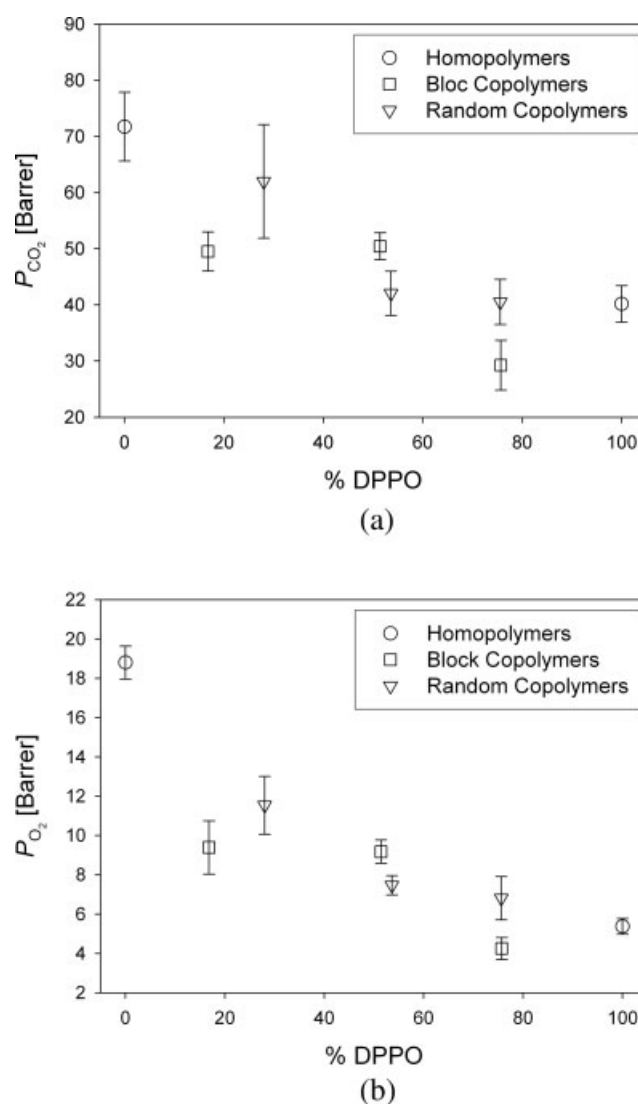 90
80
70
60
50
40
30
20
P_CO2 [Barrer]
Homopolymers
Bloc Copolymers
Random Copolymers
0 20 40 60 80 100
% DPPO
(a)
22
20
18
16
14
12
10
8
6
4
2
P_O2 [Barrer]
Homopolymers
Block Copolymers
Random Copolymers
0 20 40 60 80 100
% DPPO
(b)